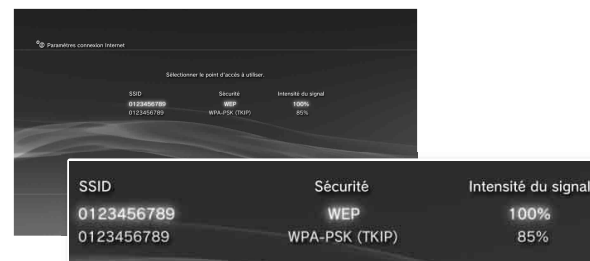 Paramètres connexion Internet
Sélectionner le point d'accès à utiliser.
SSID Sécurité Intensité du signal
0123456789 WEP 100%
0123456789 WPA-PSK (TKIP) 85%
SSID Sécurité Intensité du signal
0123456789 WEP 100%
0123456789 WPA-PSK (TKIP) 85%